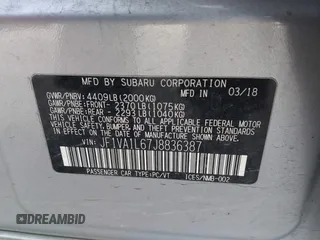 MFD BY SUBARU CORPORATION
GVWR/PNBV: 4409LB(2000KG) 03/18
GAWR/PNBE:FRONT- 2370LB(1075KG)
GAWR/PNBE:REAR - 2293LB(1040KG)
THIS VEHICLE CONFORMS TO ALL APPLICABLE
FEDERAL MOTOR VEHICLE SAFETY, BUMPER, AND
THEFT PREVENTION STANDARDS IN EFFECT ON
THE DATE OF MANUFACTURE SHOWN ABOVE.
JF1VA1L67J8836387
PASSENGER CAR TYPE:PC/VT ICES/NMB-002
DREAMBID